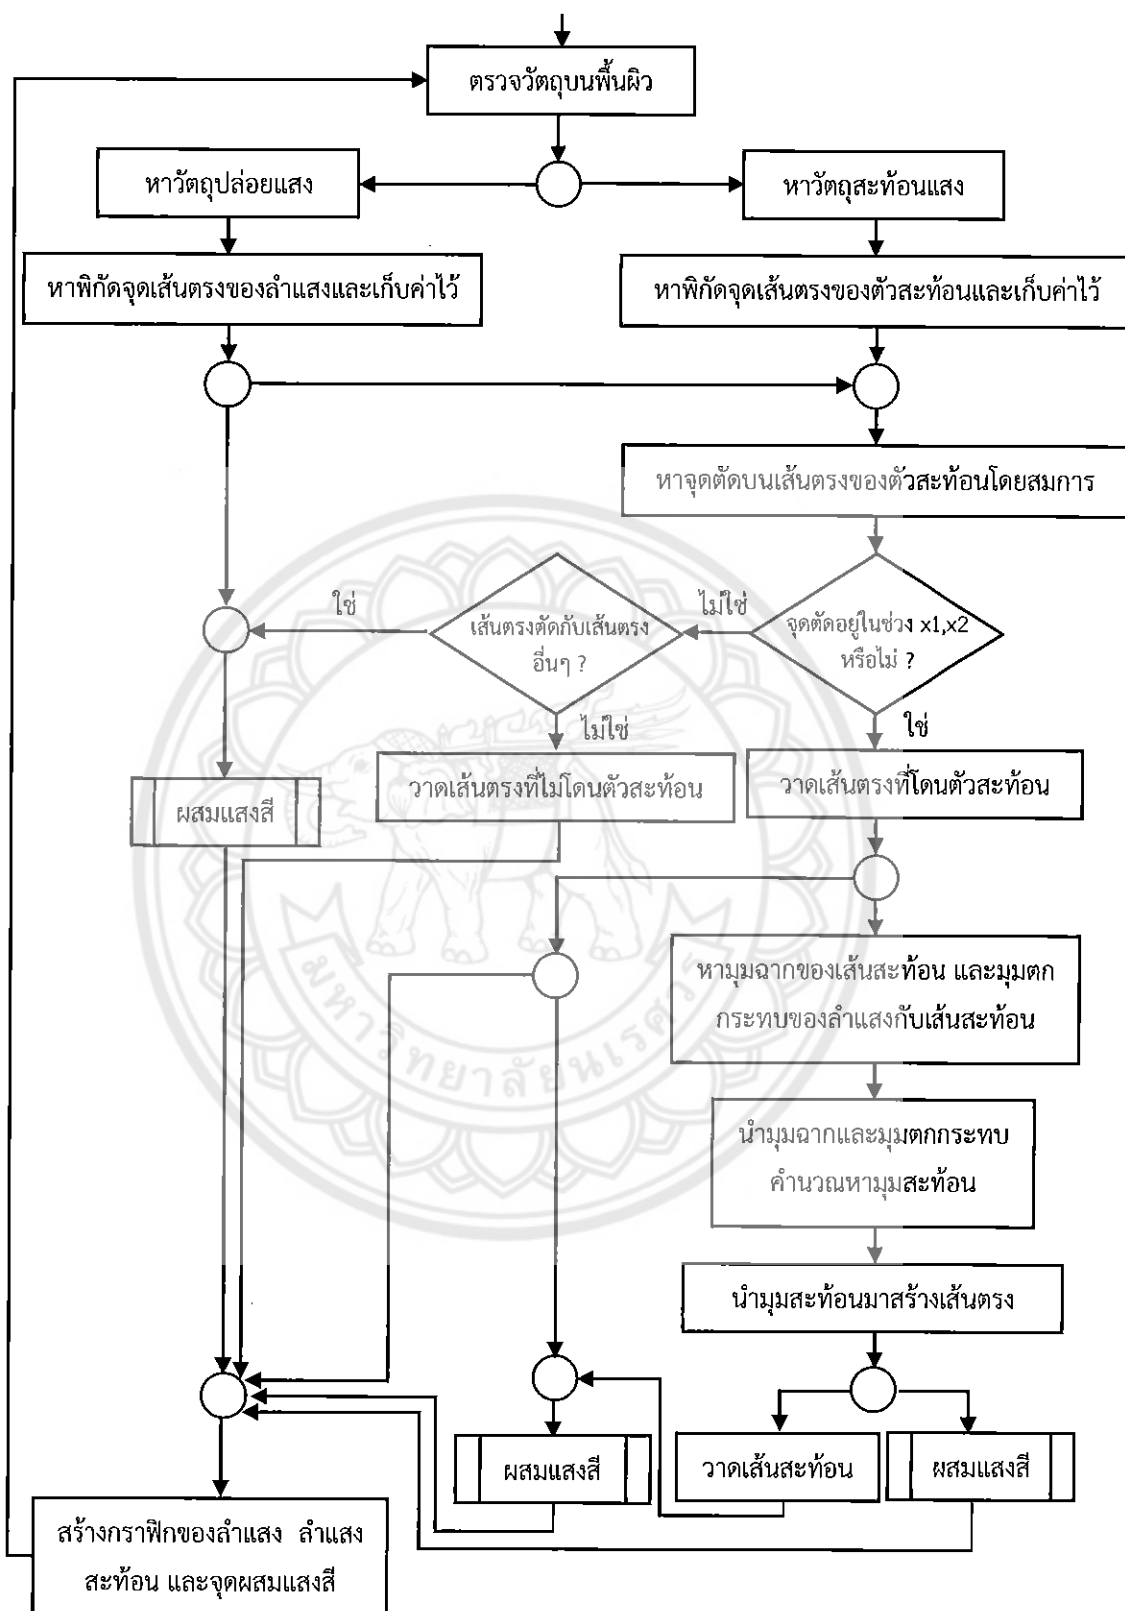 ตรวจวัตถุบนพื้นผิว
หาวัตถุปล่อยแสง
หาวัตถุสะท้อนแสง
หาพิกัดจุดเส้นตรงของลำแสงและเก็บค่าไว้
หาพิกัดจุดเส้นตรงของตัวสะท้อนและเก็บค่าไว้
หาจุดตัดบนเส้นตรงของตัวสะท้อนโดยสมการ
ใช่
เส้นตรงตัดกับเส้นตรง
อื่นๆ ?
ไม่ใช่
จุดตัดอยู่ในช่วง x1,x2
หรือไม่ ?
ไม่ใช่
ใช่
ผสมแสงสี
วาดเส้นตรงที่ไม่โดนตัวสะท้อน
วาดเส้นตรงที่โดนตัวสะท้อน
หามุมฉากของเส้นสะท้อน และมุมตก
กระทบของลำแสงกับเส้นสะท้อน
มหาวิทยาลัยนเรศวร
นำมุมฉากและมุมตกกระทบ
คำนวณหามุมสะท้อน
นำมุมสะท้อนมาสร้างเส้นตรง
ผสมแสงสี
วาดเส้นสะท้อน
ผสมแสงสี
สร้างกราฟิกของลำแสง ลำแสง
สะท้อน และจุดผสมแสงสี